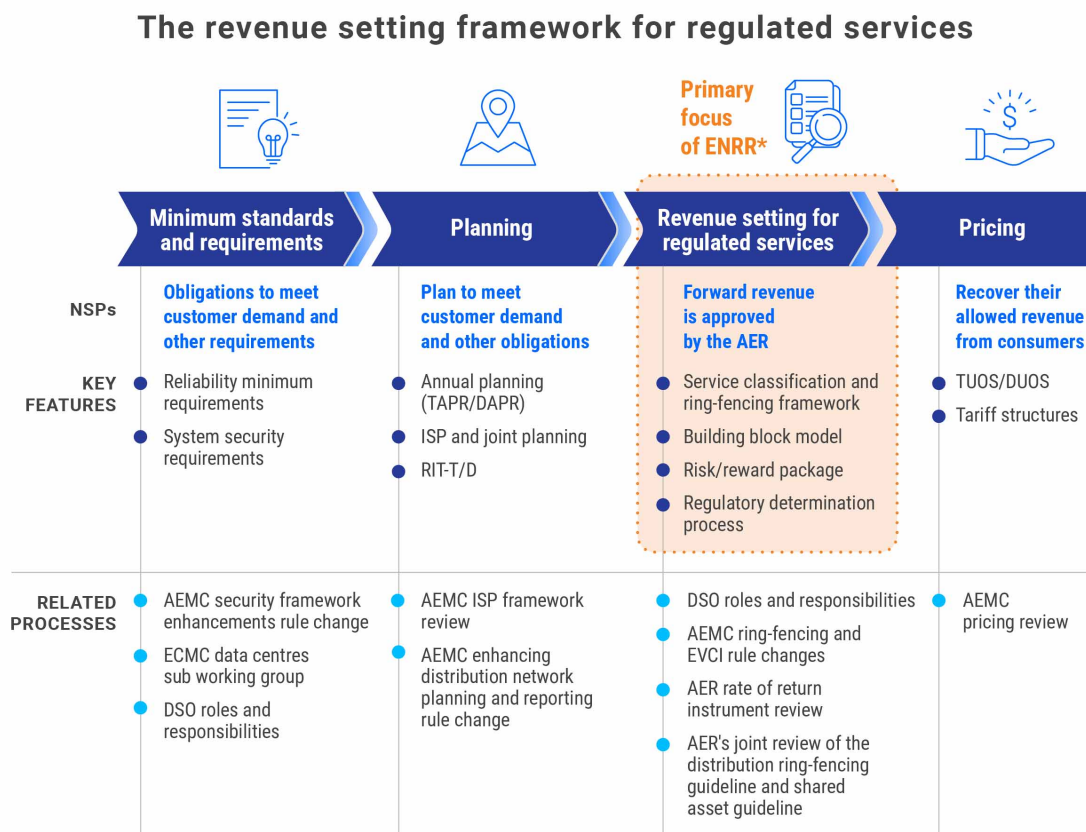 The revenue setting framework for regulated services
Primary
focus
of ENRR*
$
Minimum standards
and requirements
Planning
Revenue setting for
regulated services
Pricing
NSPs
Obligations to meet
customer demand and
other requirements
Plan to meet
customer demand
and other obligations
Forward revenue
is approved
by the AER
Recover their
allowed revenue
from consumers
KEY
FEATURES
Reliability minimum
requirements
System security
requirements
Annual planning
(TAPR/DAPR)
ISP and joint planning
RIT-T/D
Service classification and
ring-fencing framework
Building block model
Risk/reward package
Regulatory determination
process
TUOS/DUOS
Tariff structures
RELATED
PROCESSES
AEMC security framework
enhancements rule change
ECMC data centres
sub working group
DSO roles and
responsibilities
AEMC ISP framework
review
AEMC enhancing
distribution network
planning and reporting
rule change
DSO roles and responsibilities
AEMC ring-fencing and
EVCI rule changes
AER rate of return
instrument review
AER's joint review of the
distribution ring-fencing
guideline and shared
asset guideline
AEMC
pricing review